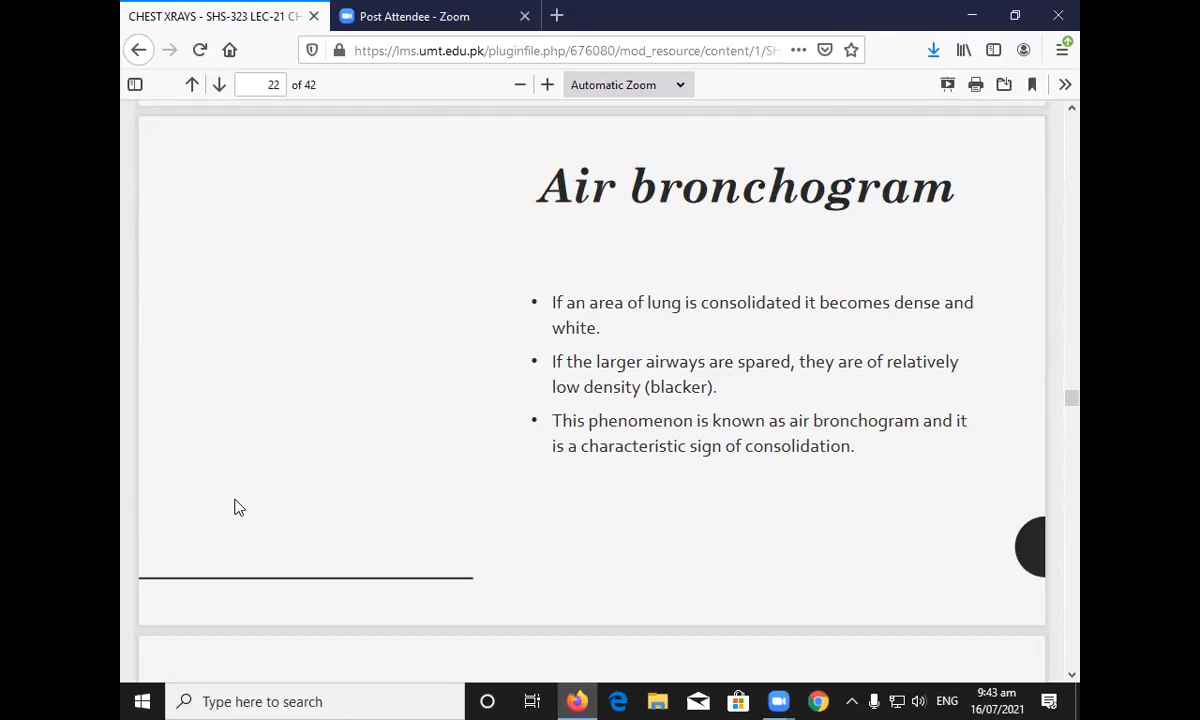 CHEST XRAYS - SHS-323 LEC-21 CH
Post Attendee - Zoom
https://lms.umt.edu.pk/pluginfile.php/676080/mod_resource/content/1/SH
22 of 42
Automatic Zoom
Air bronchogram
• If an area of lung is consolidated it becomes dense and
white.
• If the larger airways are spared, they are of relatively
low density (blacker).
• This phenomenon is known as air bronchogram and it
is a characteristic sign of consolidation.
Type here to search
ENG
9:43 am
16/07/2021